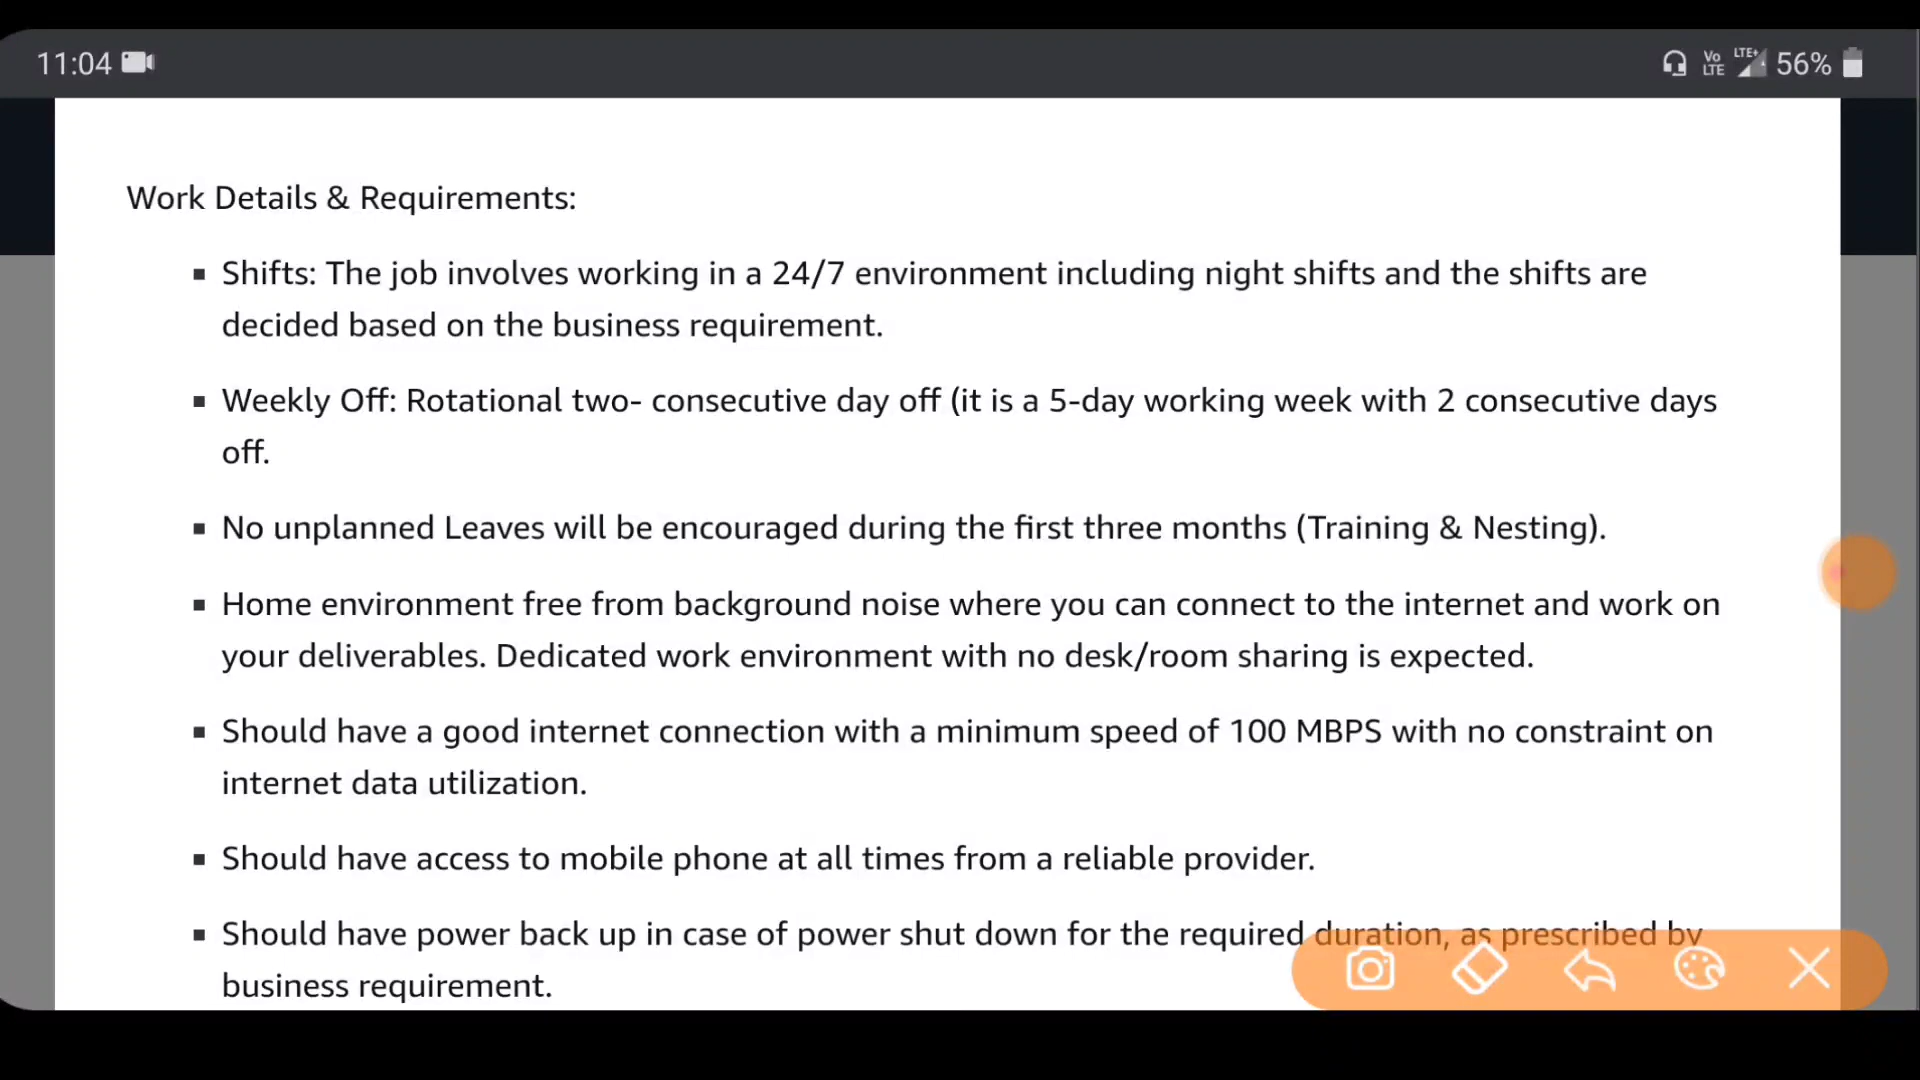 11:04
Vo LTE LTE+ 56%
Work Details & Requirements:
▪ Shifts: The job involves working in a 24/7 environment including night shifts and the shifts are
decided based on the business requirement.
▪ Weekly Off: Rotational two- consecutive day off (it is a 5-day working week with 2 consecutive days
off.
▪ No unplanned Leaves will be encouraged during the first three months (Training & Nesting).
▪ Home environment free from background noise where you can connect to the internet and work on
your deliverables. Dedicated work environment with no desk/room sharing is expected.
▪ Should have a good internet connection with a minimum speed of 100 MBPS with no constraint on
internet data utilization.
▪ Should have access to mobile phone at all times from a reliable provider.
▪ Should have power back up in case of power shut down for the required duration, as prescribed by
business requirement.